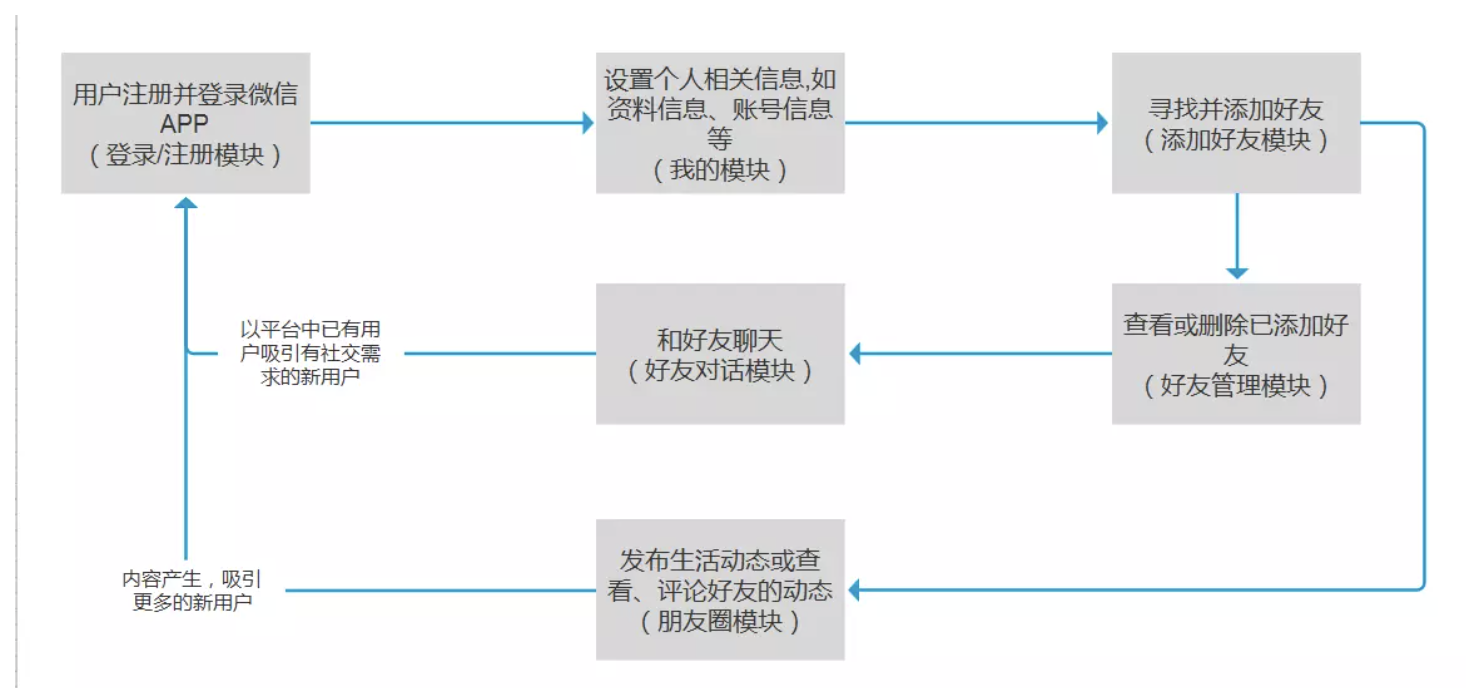 用户注册并登录微信
APP
（登录/注册模块）
设置个人相关信息,如
资料信息、账号信息
等
（我的模块）
寻找并添加好友
（添加好友模块）
以平台中已有用
户吸引有社交需
求的新用户
和好友聊天
（好友对话模块）
查看或删除已添加好
友
（好友管理模块）
内容产生，吸引
更多的新用户
发布生活动态或查
看、评论好友的动态
（朋友圈模块）